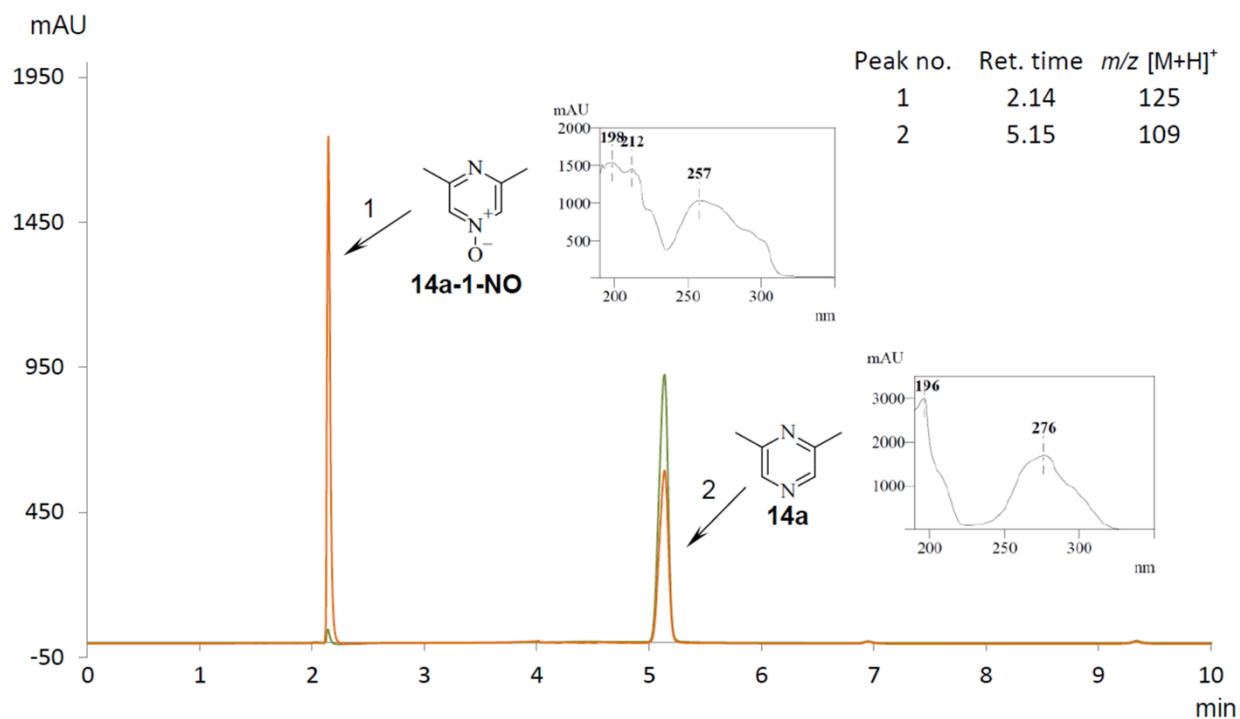 mAU
1950
1450
950
450
-50
0 1 2 3 4 5 6 7 8 9 10
min
Peak no. Ret. time m/z [M+H]+
1 2.14 125
2 5.15 109
1
N
N+
O−
14a-1-NO
mAU
2000
1500
1000
500
198 212 257
200 250 300
nm
2
N
N
14a
mAU
3000
2000
1000
196 276
200 250 300
nm